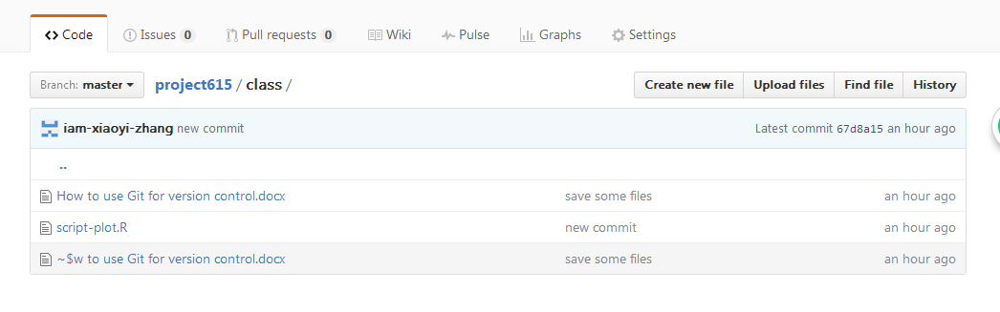 Code Issues 0 Pull requests 0 Wiki Pulse Graphs Settings
Branch: master project615 / class / Create new file Upload files Find file History
iam-xiaoyi-zhang new commit Latest commit 67d8a15 an hour ago
..
How to use Git for version control.docx save some files an hour ago
script-plot.R new commit an hour ago
~$w to use Git for version control.docx save some files an hour ago